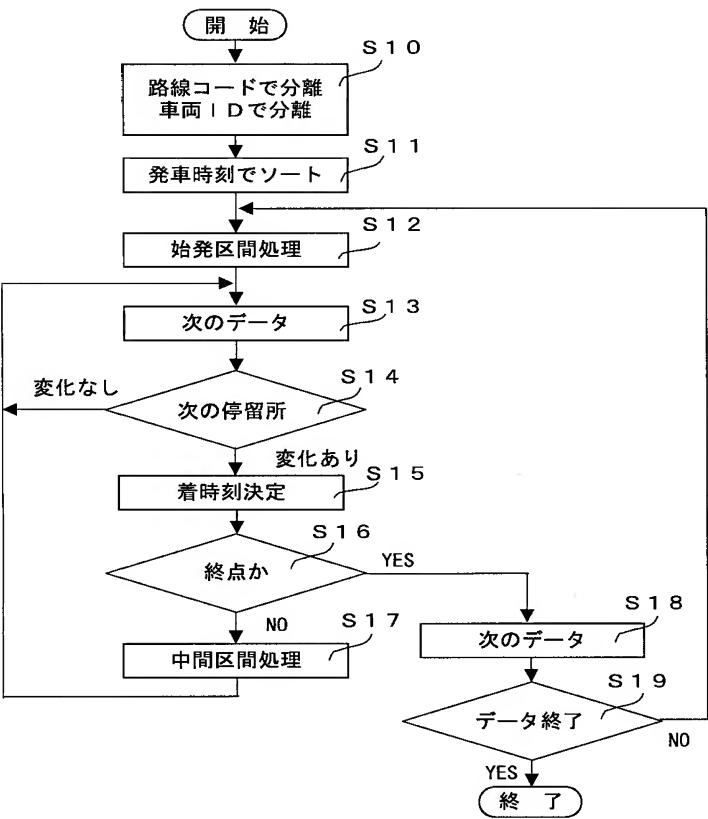 開 始
S10
路線コードで分離
車両IDで分離
S11
発車時刻でソート
S12
始発区間処理
S13
次のデータ
S14
変化なし
次の停留所
変化あり
S15
着時刻決定
S16
終点か
YES
NO
S17
中間区間処理
S18
次のデータ
S19
データ終了
NO
YES
終 了